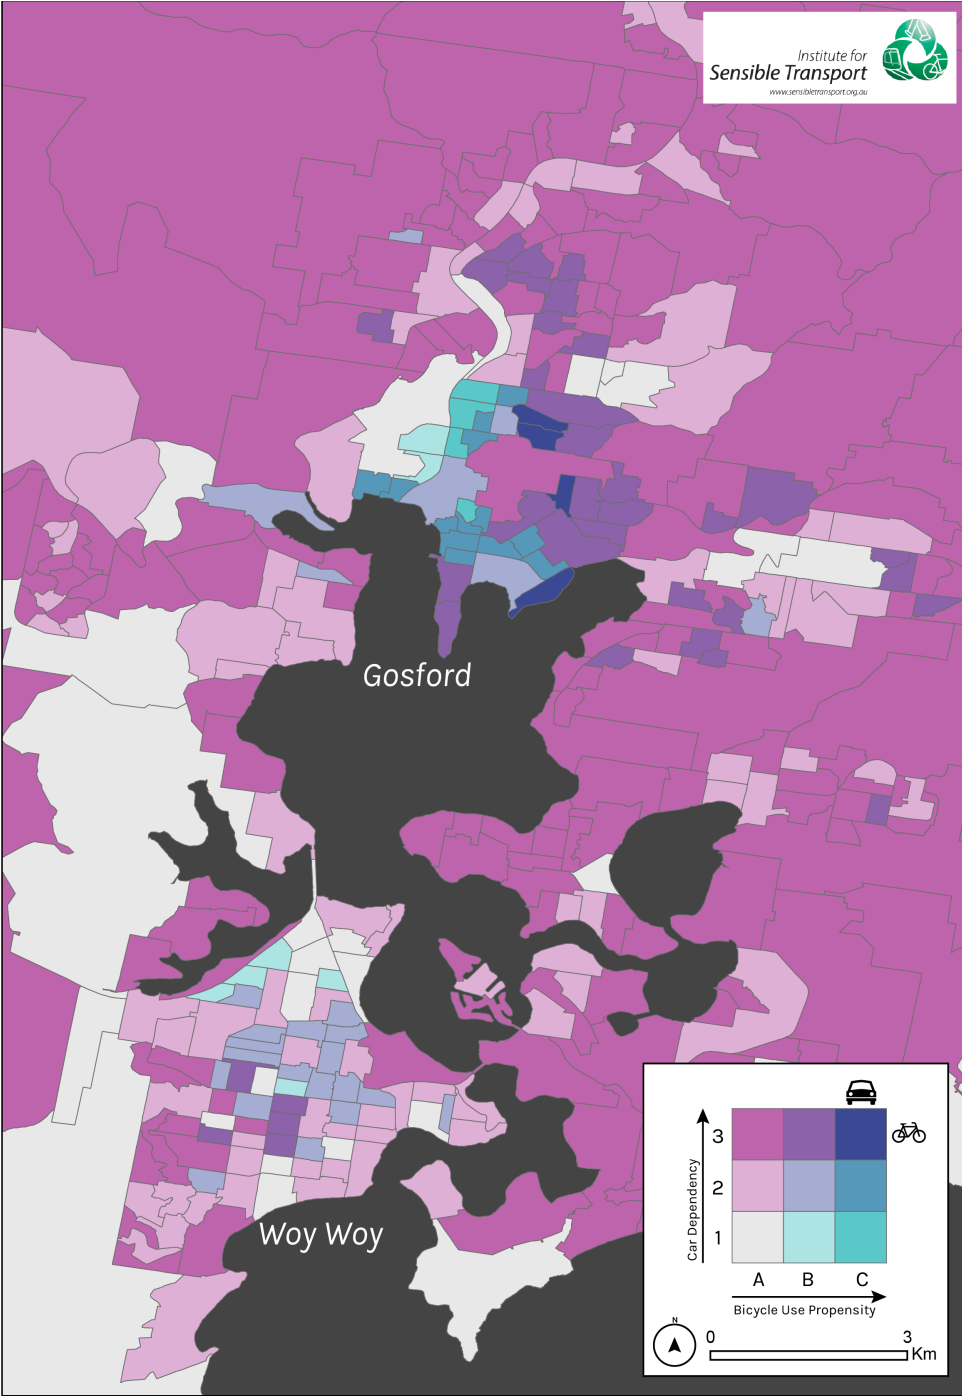 Institute for
Sensible Transport
www.sensibletransport.org.au
Gosford
Woy Woy
Car Dependency
3
2
1
A B C
Bicycle Use Propensity
N
0 3
Km